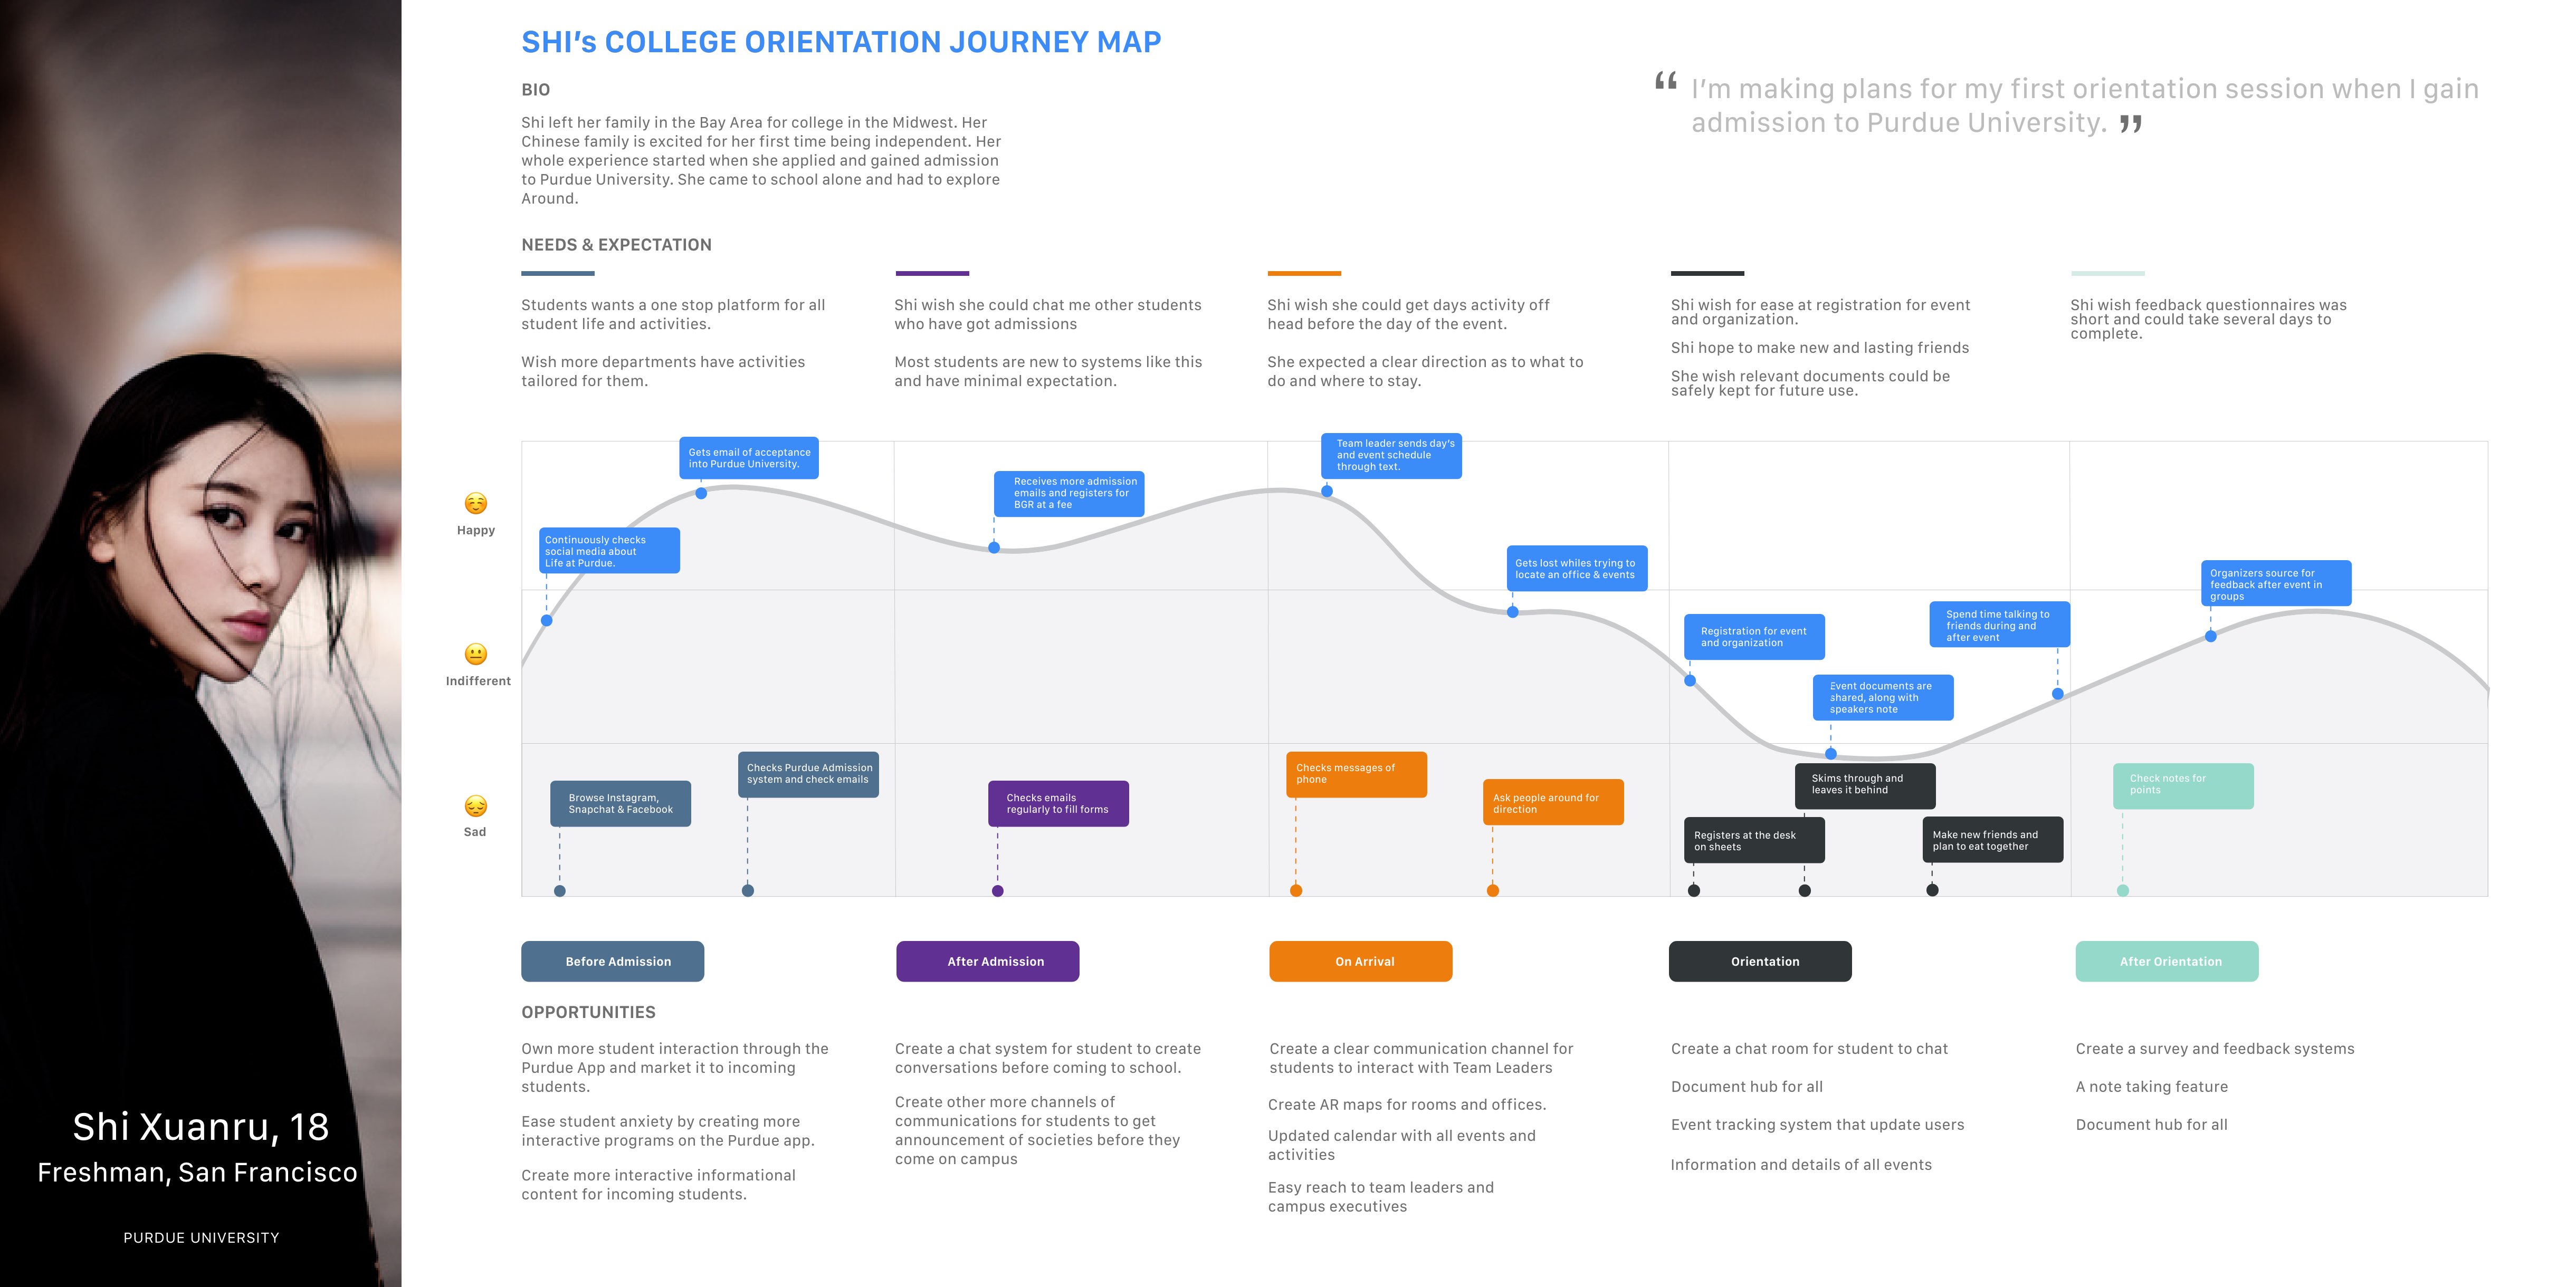 SHI’s COLLEGE ORIENTATION JOURNEY MAP
BIO
Shi left her family in the Bay Area for college in the Midwest. Her
Chinese family is excited for her first time being independent. Her
whole experience started when she applied and gained admission
to Purdue University. She came to school alone and had to explore
Around.
“ I’m making plans for my first orientation session when I gain
admission to Purdue University. ”
NEEDS & EXPECTATION
Students wants a one stop platform for all
student life and activities.
Wish more departments have activities
tailored for them.
Shi wish she could chat me other students
who have got admissions
Most students are new to systems like this
and have minimal expectation.
Shi wish she could get days activity off
head before the day of the event.
She expected a clear direction as to what to
do and where to stay.
Shi wish for ease at registration for event
and organization.
Shi hope to make new and lasting friends
She wish relevant documents could be
safely kept for future use.
Shi wish feedback questionnaires was
short and could take several days to
complete.
Happy
Indifferent
Sad
Continuously checks
social media about
Life at Purdue.
Gets email of acceptance
into Purdue University.
Receives more admission
emails and registers for
BGR at a fee
Team leader sends day’s
and event schedule
through text.
Gets lost whiles trying to
locate an office & events
Registration for event
and organization
Event documents are
shared, along with
speakers note
Spend time talking to
friends during and
after event
Organizers source for
feedback after event in
groups
Browse Instagram,
Snapchat & Facebook
Checks Purdue Admission
system and check emails
Checks emails
regularly to fill forms
Checks messages of
phone
Ask people around for
direction
Registers at the desk
on sheets
Skims through and
leaves it behind
Make new friends and
plan to eat together
Check notes for
points
Before Admission
After Admission
On Arrival
Orientation
After Orientation
OPPORTUNITIES
Own more student interaction through the
Purdue App and market it to incoming
students.
Ease student anxiety by creating more
interactive programs on the Purdue app.
Create more interactive informational
content for incoming students.
Create a chat system for student to create
conversations before coming to school.
Create other more channels of
communications for students to get
announcement of societies before they
come on campus
Create a clear communication channel for
students to interact with Team Leaders
Create AR maps for rooms and offices.
Updated calendar with all events and
activities
Easy reach to team leaders and
campus executives
Create a chat room for student to chat
Document hub for all
Event tracking system that update users
Information and details of all events
Create a survey and feedback systems
A note taking feature
Document hub for all
Shi Xuanru, 18
Freshman, San Francisco
PURDUE UNIVERSITY